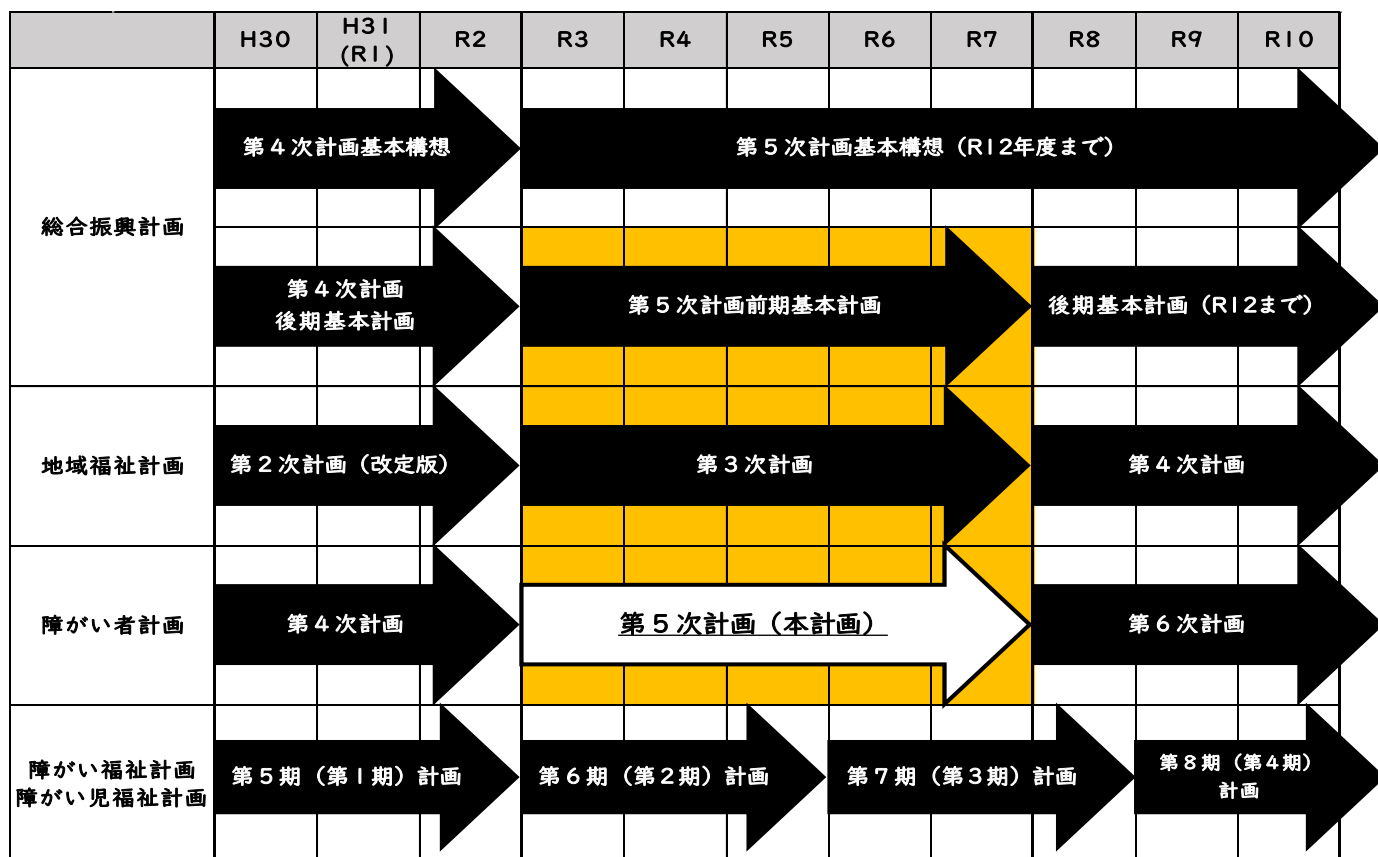 H30
H31
(R1)
R2
R3
R4
R5
R6
R7
R8
R9
R10
総合振興計画
第4次計画基本構想
第5次計画基本構想（R12年度まで）
第4次計画
後期基本計画
第5次計画前期基本計画
後期基本計画（R12まで）
地域福祉計画
第2次計画（改定版）
第3次計画
第4次計画
障がい者計画
第4次計画
第5次計画（本計画）
第6次計画
障がい福祉計画
障がい児福祉計画
第5期（第1期）計画
第6期（第2期）計画
第7期（第3期）計画
第8期（第4期）
計画